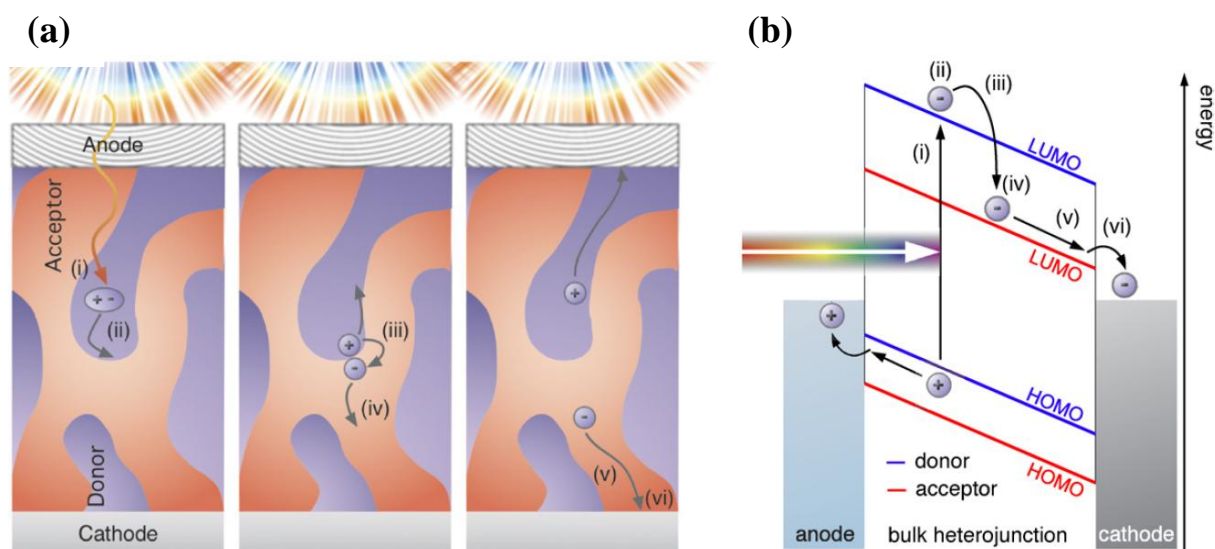 (a)
Anode
Acceptor
(i)
+ -
(ii)
Donor
Cathode
+
(iii)
-
(iv)
+
-
(v)
(vi)
(b)
energy
(ii)
-
(iii)
LUMO
(i)
(iv)
-
(v)
(vi)
LUMO
-
+
+
HOMO
HOMO
donor
acceptor
anode
bulk heterojunction
cathode